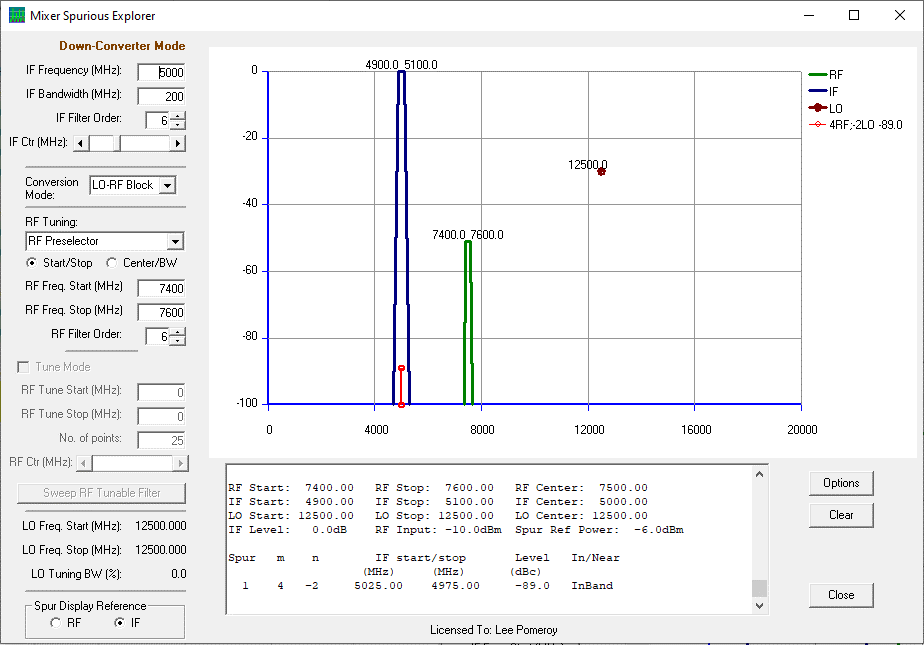 Mixer Spurious Explorer
Down-Converter Mode
IF Frequency (MHz): 5000
IF Bandwidth (MHz): 200
IF Filter Order: 6
IF Ctr (MHz):
Conversion
Mode:
LO-RF Block
RF Tuning:
RF Preselector
Start/Stop Center/BW
RF Freq. Start (MHz) 7400
RF Freq. Stop (MHz) 7600
RF Filter Order: 6
Tune Mode
RF Tune Start (MHz): 0
RF Tune Stop (MHz): 0
No. of points: 25
RF Ctr (MHz):
Sweep RF Tunable Filter
LO Freq. Start (MHz): 12500.000
LO Freq. Stop (MHz): 12500.000
LO Tuning BW (%): 0.0
Spur Display Reference
RF IF
4900.0 5100.0
12500.0
7400.0 7600.0
0
-20
-40
-60
-80
-100
0 4000 8000 12000 16000 20000
RF
IF
LO
4RF;-2LO -89.0
RF Start: 7400.00 RF Stop: 7600.00 RF Center: 7500.00
IF Start: 4900.00 IF Stop: 5100.00 IF Center: 5000.00
LO Start: 12500.00 LO Stop: 12500.00 LO Center: 12500.00
IF Level: 0.0dB RF Input: -10.0dBm Spur Ref Power: -6.0dBm
Spur m n IF start/stop Level In/Near
(MHz) (MHz) (dBc)
1 4 -2 5025.00 4975.00 -89.0 InBand
Options
Clear
Close
Licensed To: Lee Pomeroy